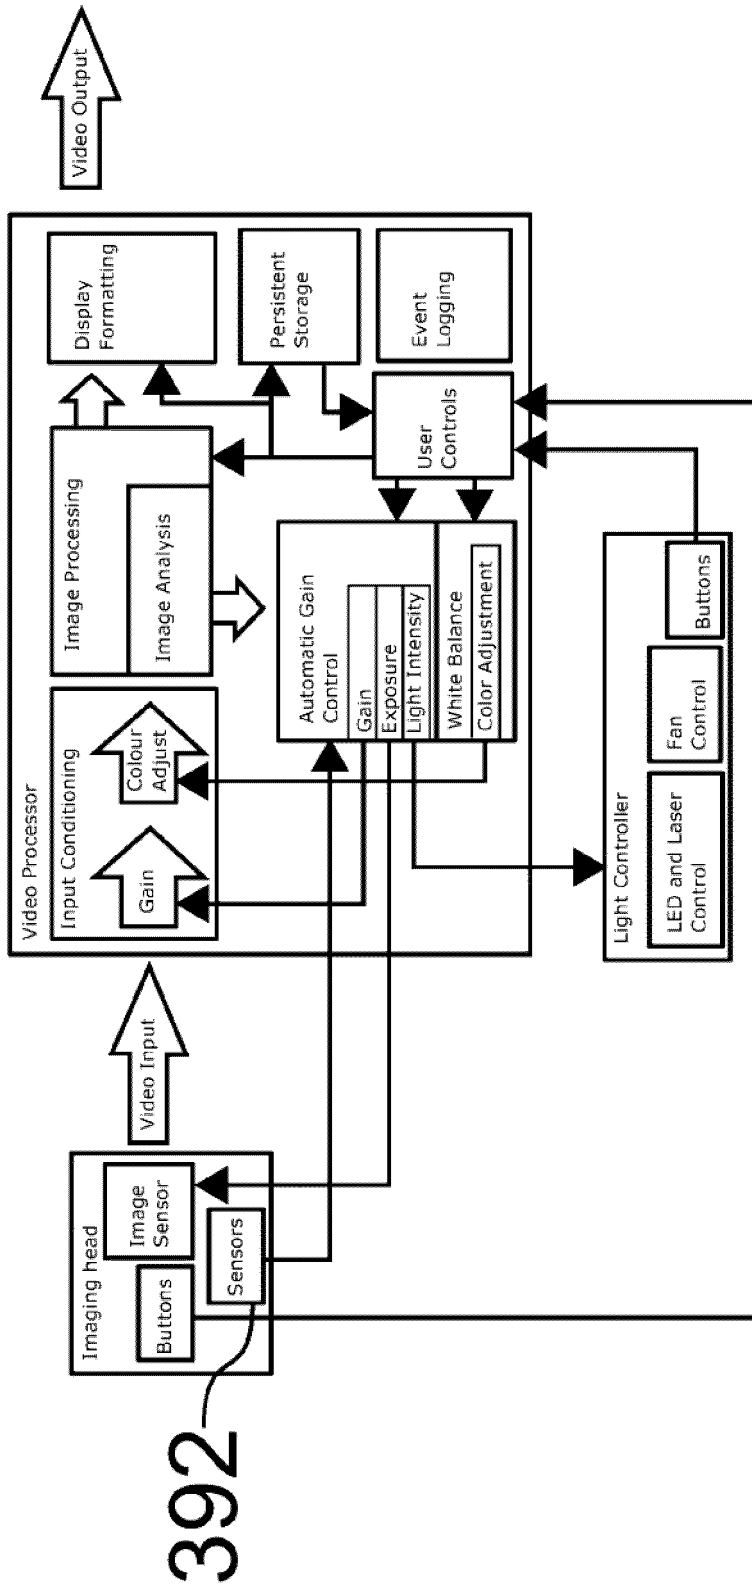 392
Imaging head
Buttons
Image
Sensor
Sensors
Video Input
Video Processor
Input Conditioning
Gain
Colour
Adjust
Image Processing
Image Analysis
Display
Formatting
Automatic Gain
Control
Gain
Exposure
Light Intensity
White Balance
Color Adjustment
User
Controls
Persistent
Storage
Event
Logging
Video Output
Light Controller
LED and Laser
Control
Fan
Control
Buttons